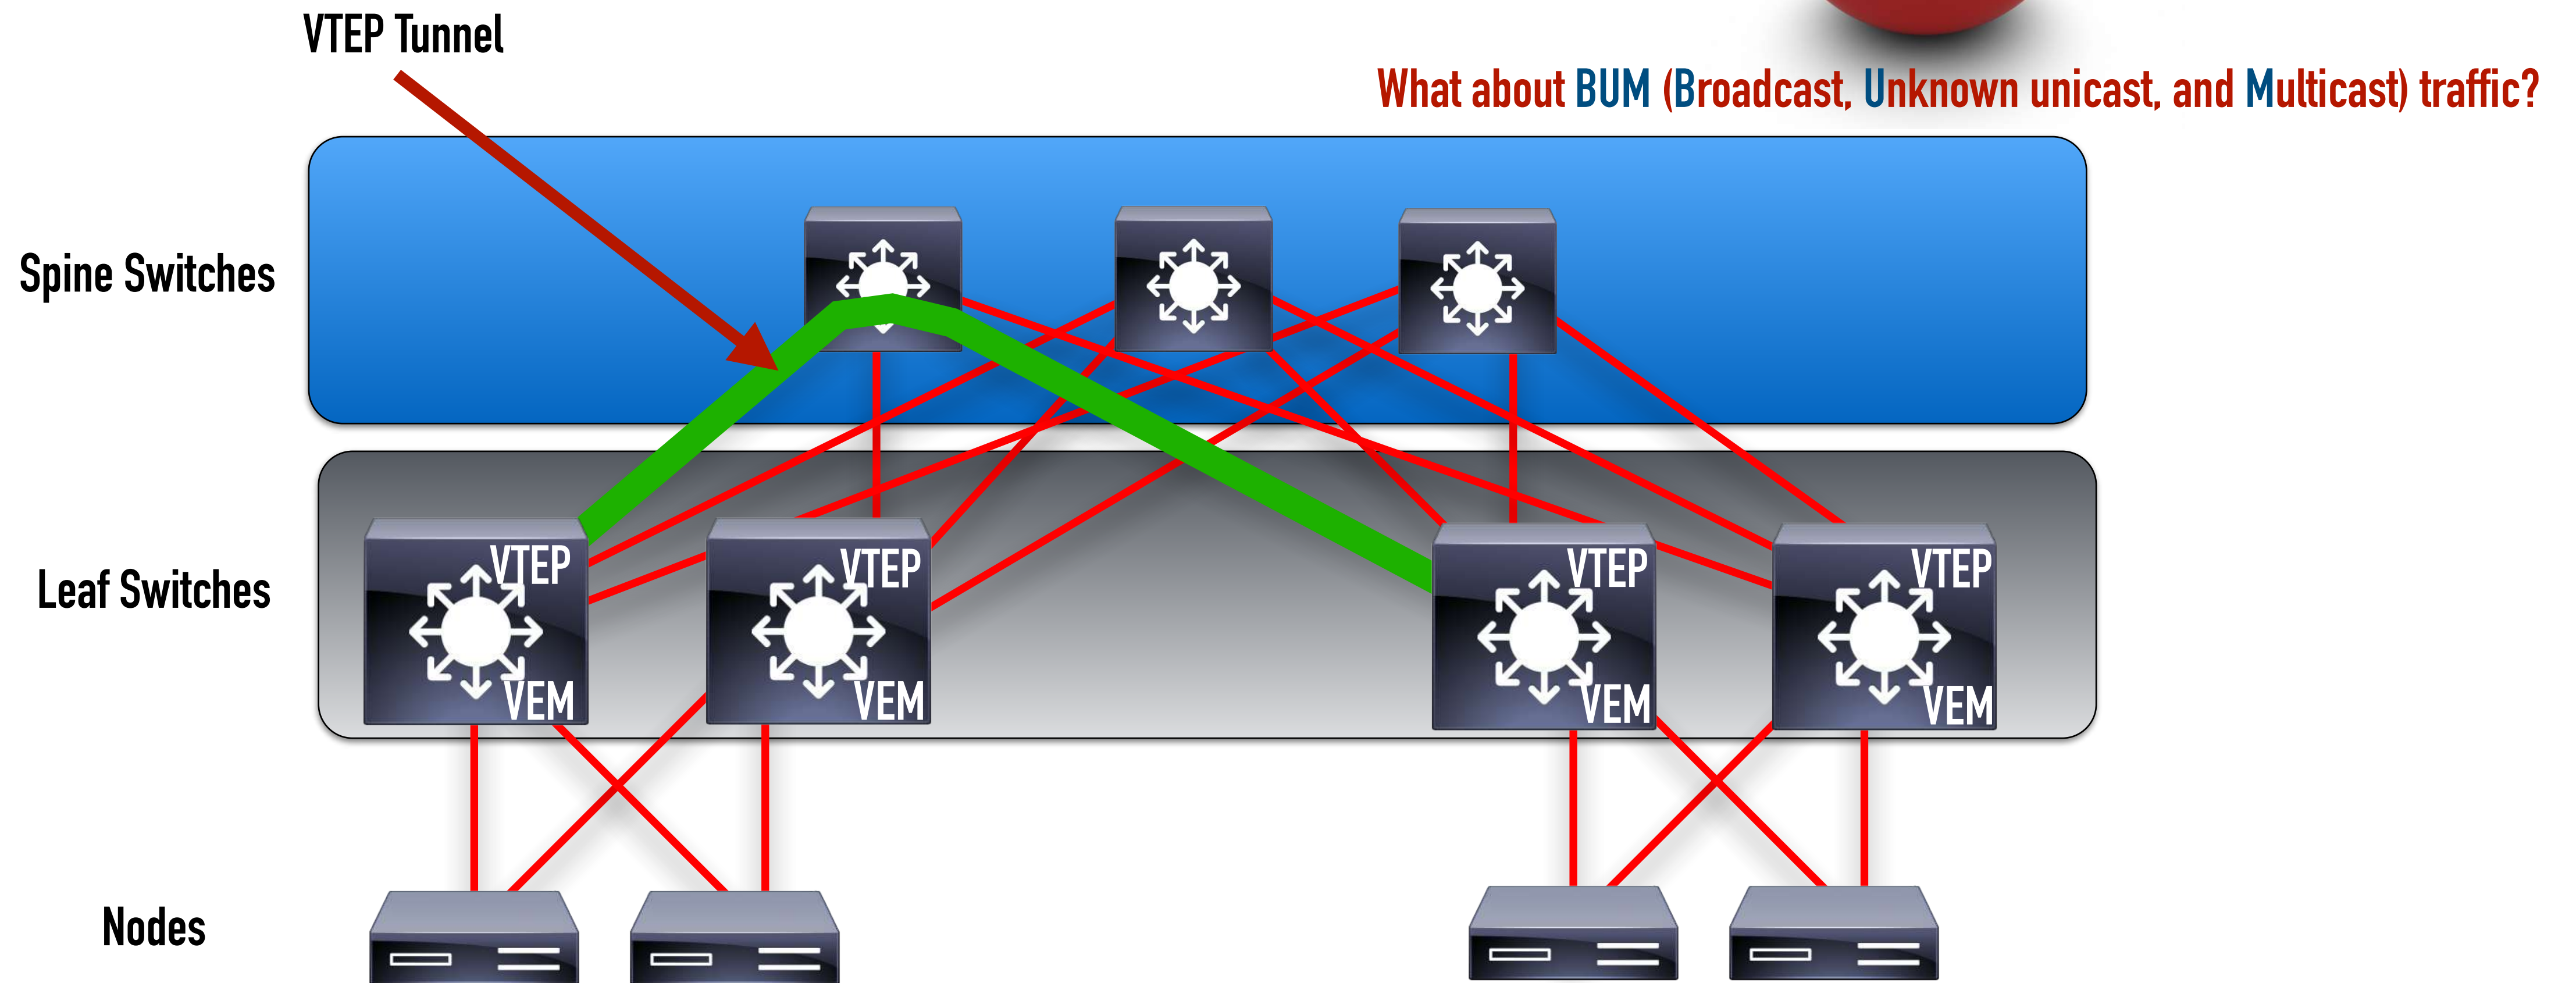 VTEP Tunnel
What about BUM (Broadcast, Unknown unicast, and Multicast) traffic?
Spine Switches
Leaf Switches
VTEP
VEM
VTEP
VEM
VTEP
VEM
VTEP
VEM
Nodes